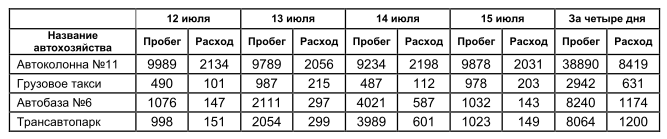 Название автохозяйства 12 июля 13 июля 14 июля 15 июля За четыре дня
Пробег Расход Пробег Расход Пробег Расход Пробег Расход Пробег Расход
Автоколонна №11 9989 2134 9789 2056 9234 2198 9878 2031 38890 8419
Грузовое такси 490 101 987 215 487 112 978 203 2942 631
Автобаза №6 1076 147 2111 297 4021 587 1032 143 8240 1174
Трансавтопарк 998 151 2054 299 3989 601 1023 149 8064 1200